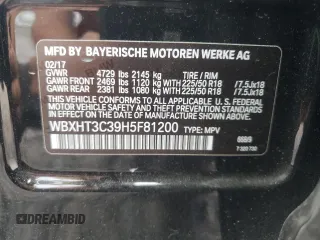 MFD BY BAYERISCHE MOTOREN WERKE AG
02/17
GVWR 4729 lbs 2145 kg TIRE / RIM
GAWR FRONT 2469 lbs 1120 kg WITH 225/50 R18 / 7.5Jx18
GAWR REAR 2381 lbs 1080 kg WITH 225/50 R18 / 7.5Jx18
THIS VEHICLE CONFORMS TO ALL APPLICABLE U.S. FEDERAL
MOTOR VEHICLE SAFETY, BUMPER, AND THEFT PREVENTION STANDARDS
IN EFFECT ON THE DATE OF MANUFACTURE SHOWN ABOVE.
WBXHT3C39H5F81200 TYPE: MPV
DREAMBID